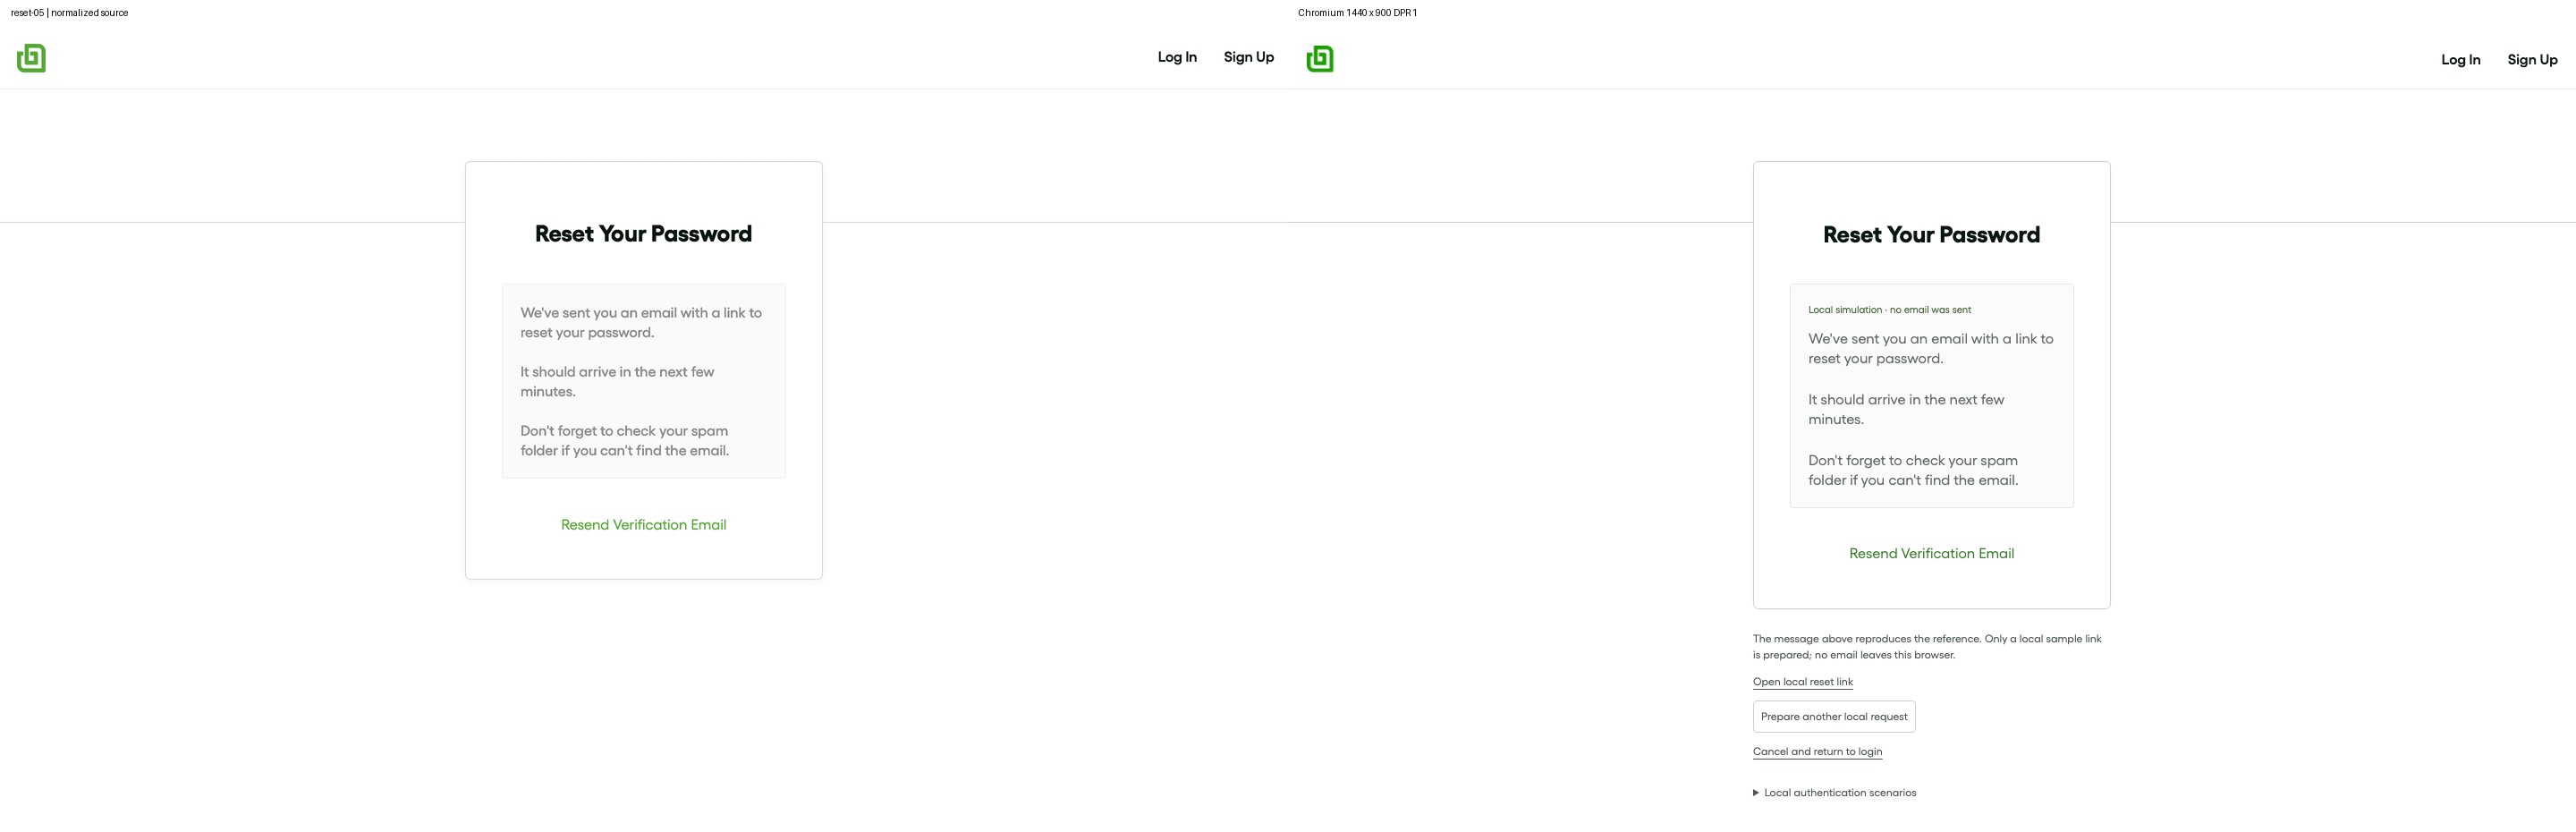 reset-05 | normalized source
Log In
Sign Up
Reset Your Password
We've sent you an email with a link to
reset your password.
It should arrive in the next few
minutes.
Don't forget to check your spam
folder if you can't find the email.
Resend Verification Email
Chromium 1440 x 900 DPR 1
Log In
Sign Up
Reset Your Password
Local simulation · no email was sent
We've sent you an email with a link to
reset your password.
It should arrive in the next few
minutes.
Don't forget to check your spam
folder if you can't find the email.
Resend Verification Email
The message above reproduces the reference. Only a local sample link
is prepared; no email leaves this browser.
Open local reset link
Prepare another local request
Cancel and return to login
Local authentication scenarios